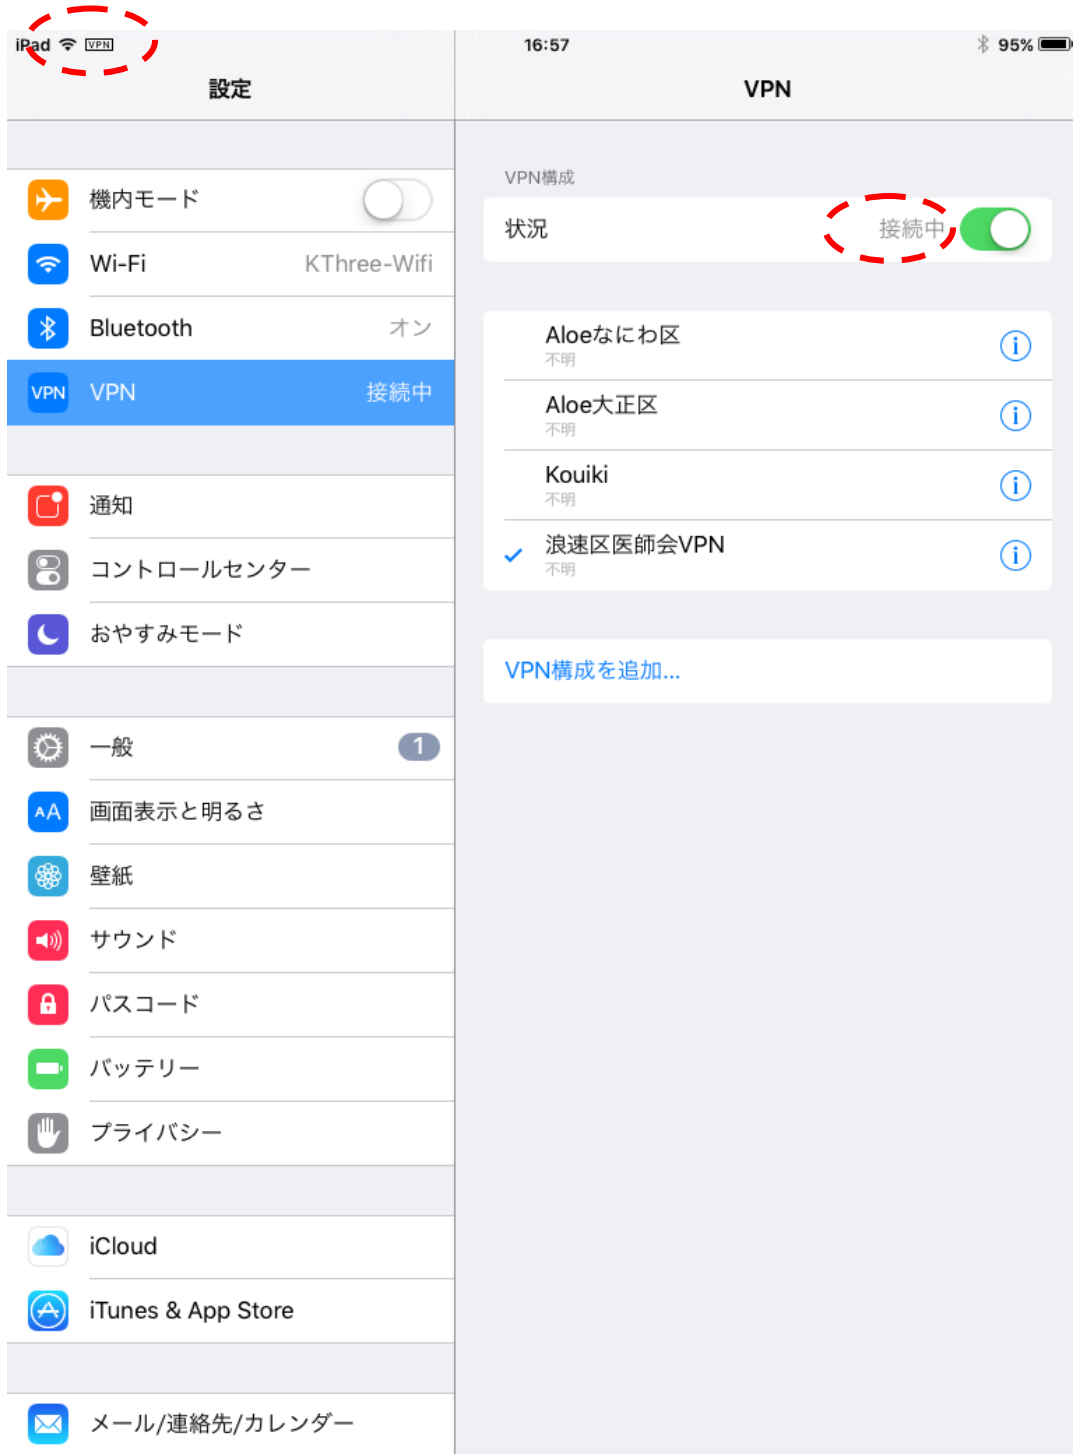 iPad VPN 16:57 95%
設定
VPN
機内モード
Wi-Fi KThree-Wifi
Bluetooth オン
VPN VPN 接続中
通知
コントロールセンター
おやすみモード
一般 1
AA 画面表示と明るさ
壁紙
サウンド
パスコード
バッテリー
プライバシー
iCloud
iTunes & App Store
メール/連絡先/カレンダー
VPN構成
状況 接続中
Aloeなにわ区
不明
Aloe大正区
不明
Kouiki
不明
浪速区医師会VPN
不明
VPN構成を追加...